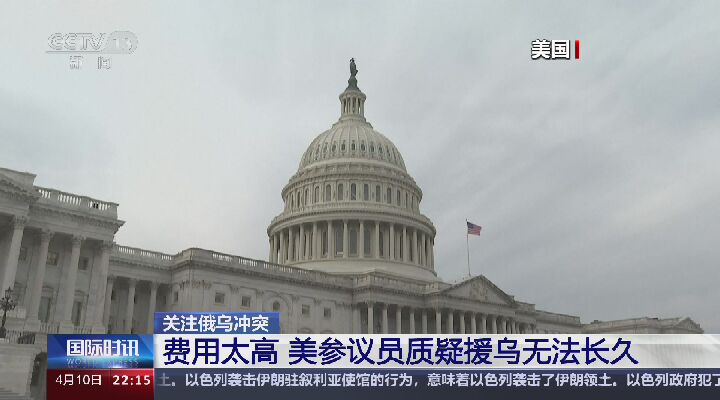 CCTV 13
新闻
美国
关注俄乌冲突
国际时讯
费用太高 美参议员质疑援乌无法长久
4月10日 22:15
土。以色列袭击伊朗驻叙利亚使馆的行为，意味着以色列袭击了伊朗领土。以色列政府犯了